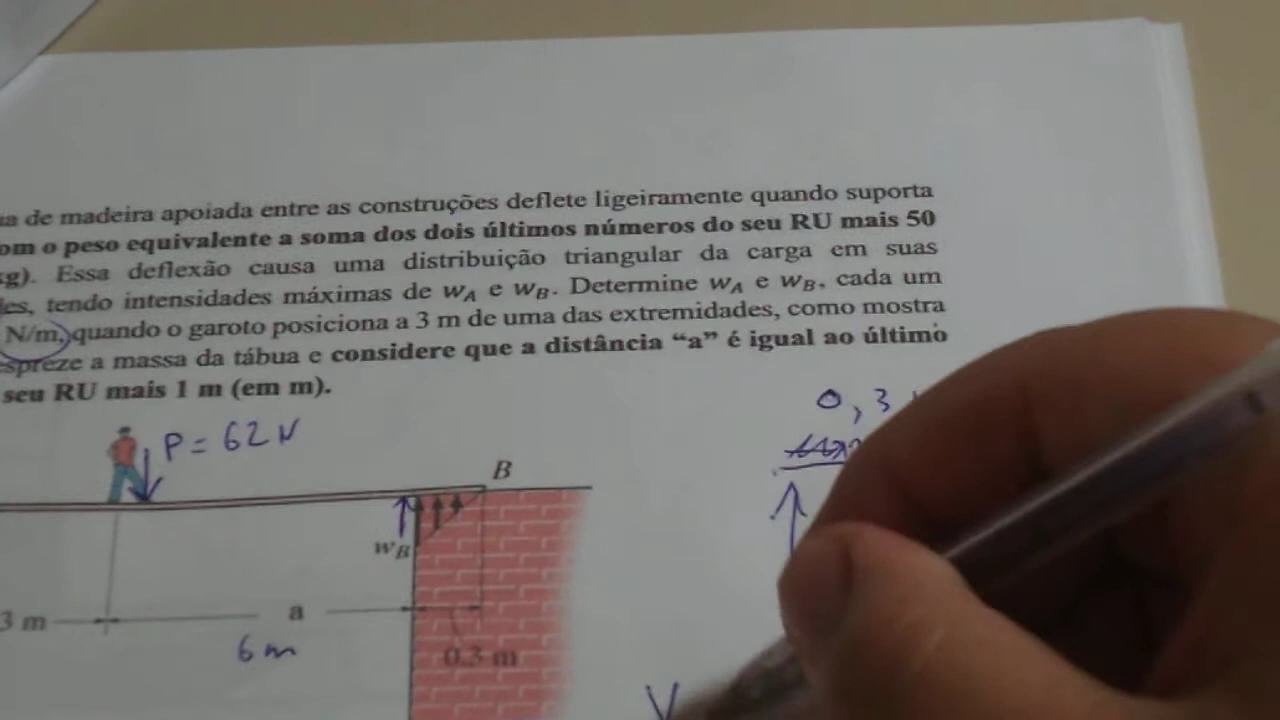 de madeira apoiada entre as construções deflete ligeiramente quando suporta
om o peso equivalente a soma dos dois últimos números do seu RU mais 50
kg). Essa deflexão causa uma distribuição triangular da carga em suas
des, tendo intensidades máximas de wA e wB. Determine wA e wB, cada um
N/m, quando o garoto posiciona a 3 m de uma das extremidades, como mostra
espreze a massa da tábua e considere que a distância “a” é igual ao último
seu RU mais 1 m (em m).
0,3
P = 62 N
B
wB
3 m
a
6 m
0.3 m